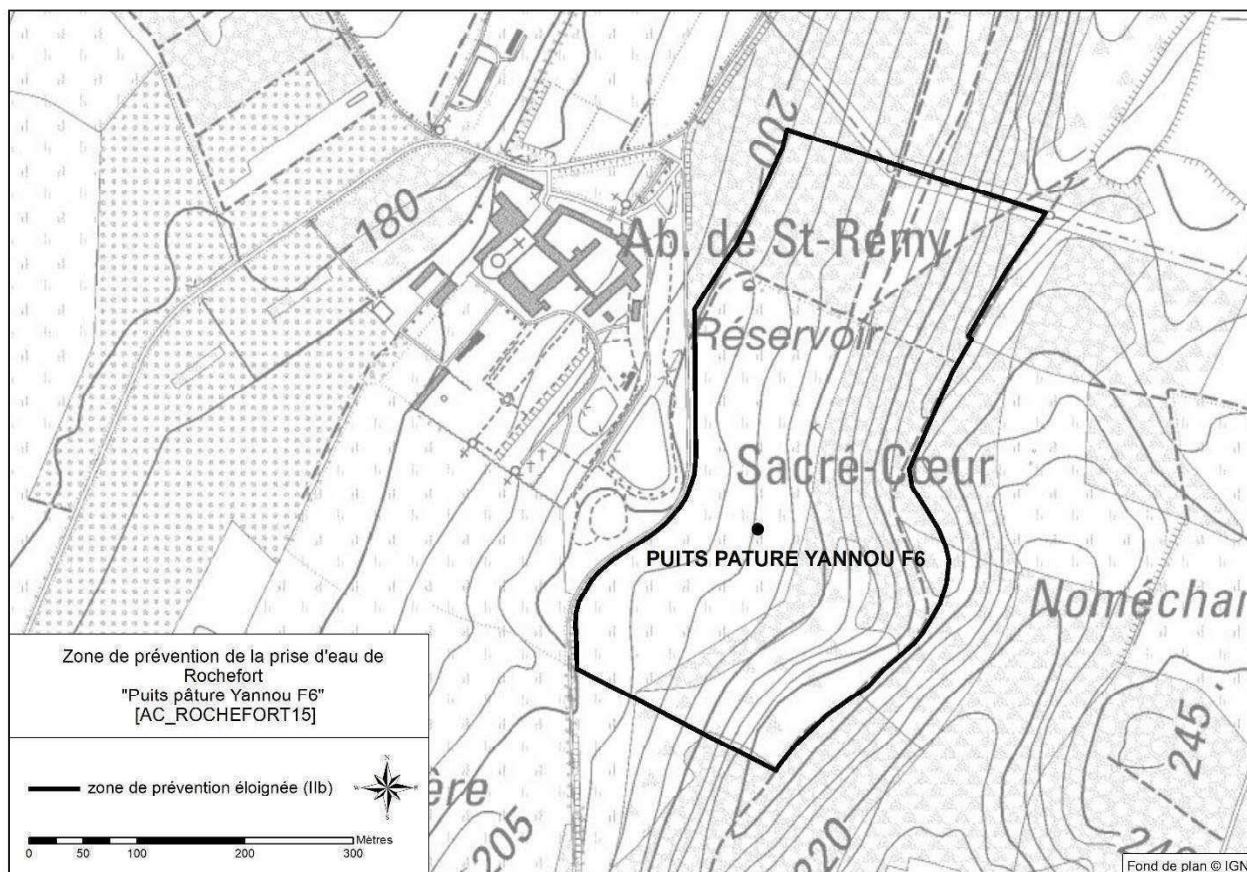 200
180
Ab. de St-Remy
Réservoir
Sacré-Cœur
PUITS PATURE YANNOU F6
Noméchar
Zone de prévention de la prise d'eau de
Rochefort
"Puits pâture Yannou F6"
[AC_ROCHEFORT15]
zone de prévention éloignée (IIb)
N
W E
S
Mètres
0 50 100 200 300
ère
205
220
245
Fond de plan © IGN